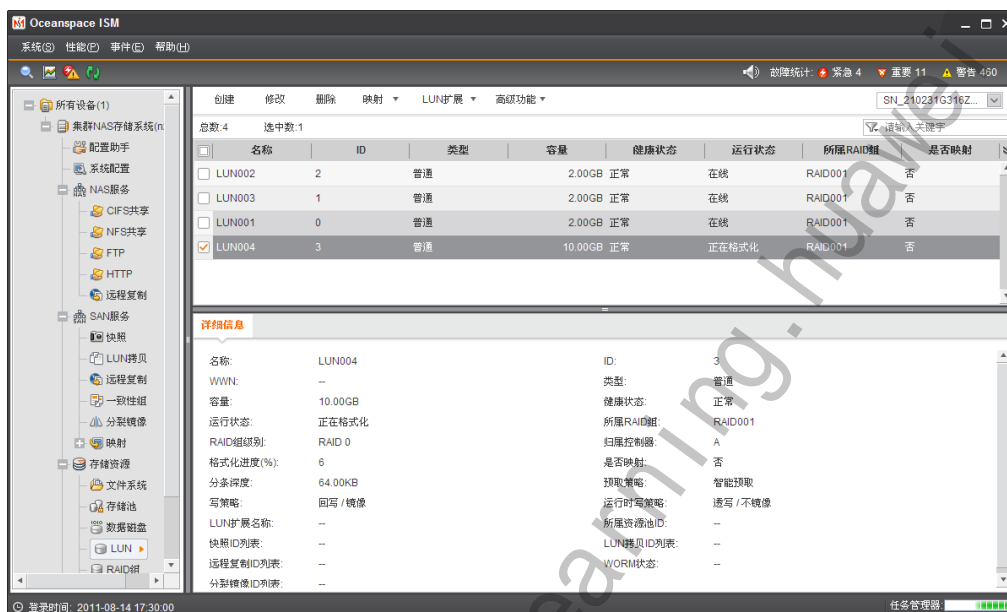 Oceanspace ISM
系统(S) 性能(P) 事件(E) 帮助(H)
故障统计: 紧急 4 重要 11 警告 460
所有设备(1)
集群NAS存储系统(n
配置助手
系统配置
NAS服务
CIFS共享
NFS共享
FTP
HTTP
远程复制
SAN服务
快照
LUN拷贝
远程复制
一致性组
分裂镜像
映射
存储资源
文件系统
存储池
数据磁盘
LUN
RAID组
创建 修改 删除 映射 LUN扩展 高级功能 SN_210231G316Z...
总数:4 选中数:1 请输入关键字
名称 ID 类型 容量 健康状态 运行状态 所属RAID组 是否映射
LUN002 2 普通 2.00GB 正常 在线 RAID001 否
LUN003 1 普通 2.00GB 正常 在线 RAID001 否
LUN001 0 普通 2.00GB 正常 在线 RAID001 否
LUN004 3 普通 10.00GB 正常 正在格式化 RAID001 否
详细信息
名称: LUN004 ID: 3
WWN: -- 类型: 普通
容量: 10.00GB 健康状态: 正常
运行状态: 正在格式化 所属RAID组: RAID001
RAID组级别: RAID 0 归属控制器: A
格式化进度(%): 6 是否映射: 否
分条深度: 64.00KB 预取策略: 智能预取
写策略: 回写 / 镜像 运行时写策略: 透写 / 不镜像
LUN扩展名称: -- 所属资源池ID: --
快照ID列表: -- LUN拷贝ID列表: --
远程复制ID列表: -- WORM状态: --
分裂镜像ID列表: --
登录时间: 2011-08-14 17:30:00 任务管理器:
earning.huawei